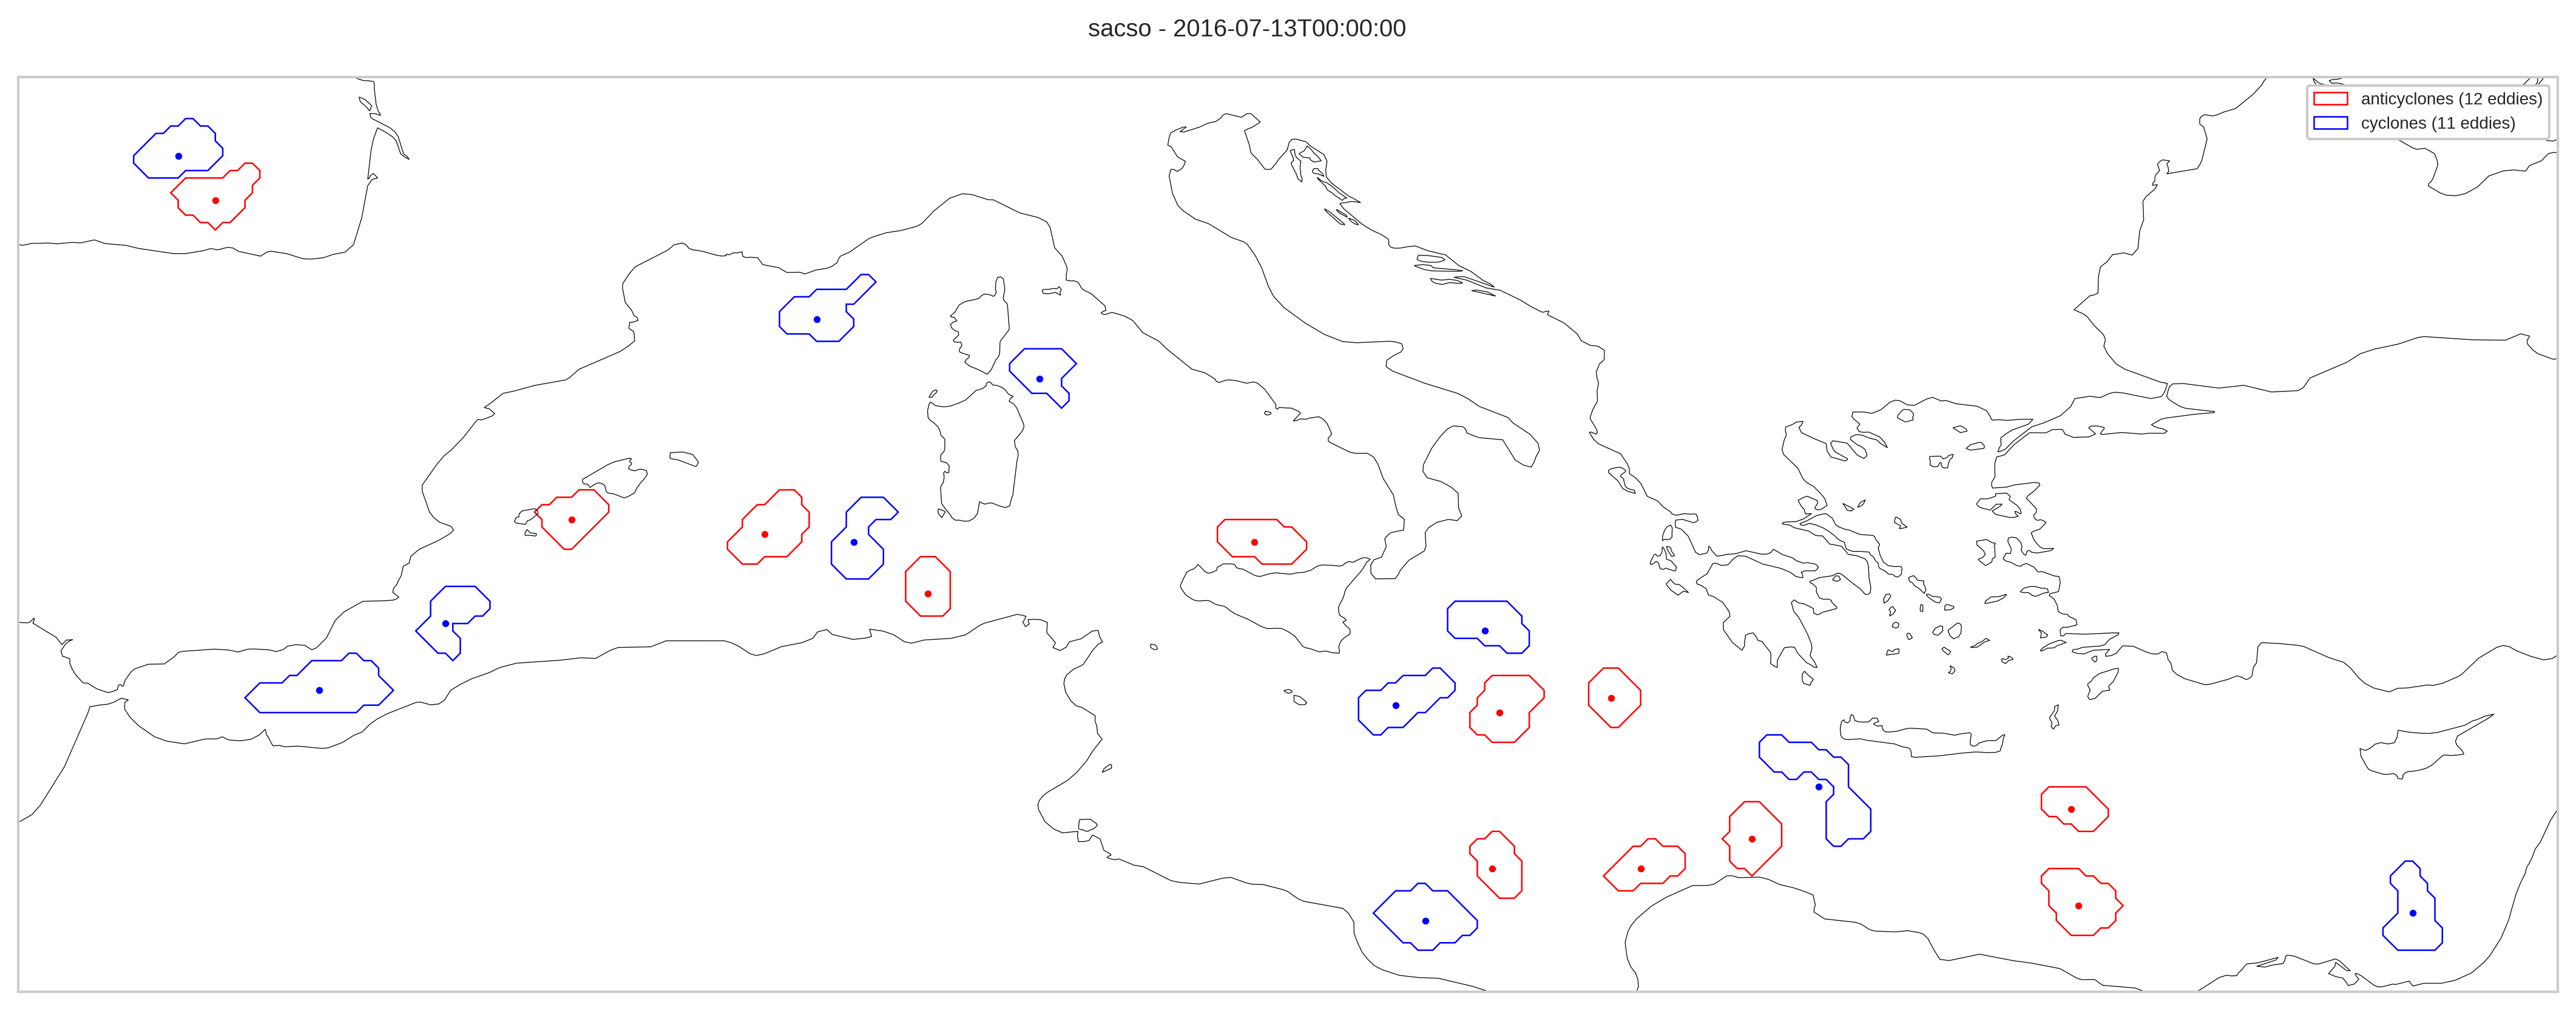 sacso - 2016-07-13T00:00:00
anticyclones (12 eddies)
cyclones (11 eddies)